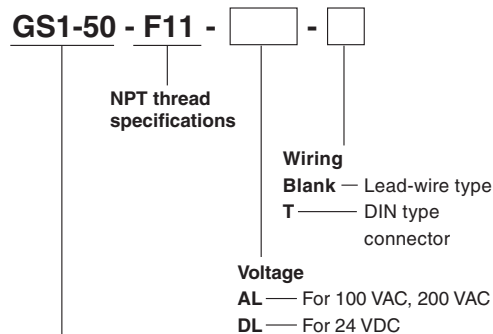 GS1-50 - F11 - -
NPT thread
specifications
Wiring
Blank — Lead-wire type
T — DIN type
connector
Voltage
AL — For 100 VAC, 200 VAC
DL — For 24 VDC